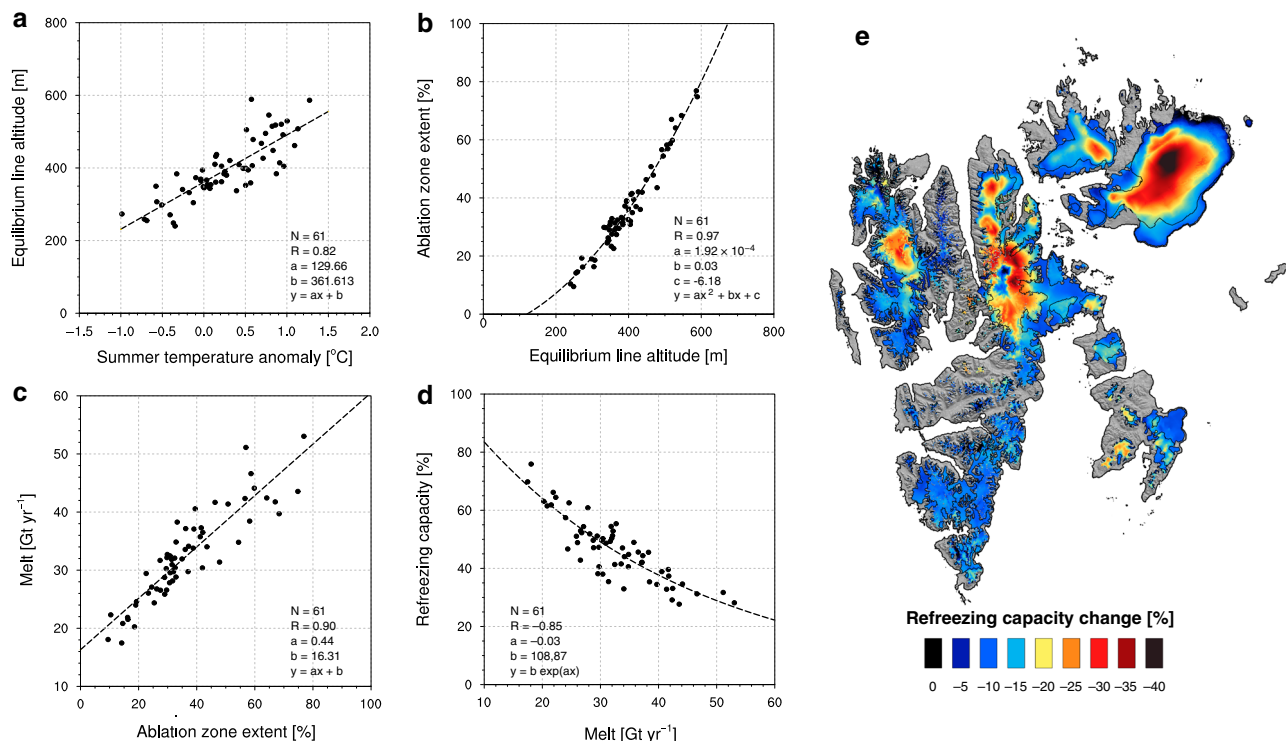 a
800
600
400
200
0
Equilibrium line altitude [m]
N = 61
R = 0.82
a = 129.66
b = 361.613
y = ax + b
−1.5 −1.0 −0.5 0.0 0.5 1.0 1.5 2.0
Summer temperature anomaly [°C]
b
100
80
60
40
20
0
Ablation zone extent [%]
N = 61
R = 0.97
a = 1.92 × 10⁻⁴
b = 0.03
c = -6.18
y = ax² + bx + c
0 200 400 600 800
Equilibrium line altitude [m]
c
60
50
40
30
20
10
Melt [Gt yr⁻¹]
N = 61
R = 0.90
a = 0.44
b = 16.31
y = ax + b
0 20 40 60 80 100
Ablation zone extent [%]
d
100
80
60
40
20
0
Refreezing capacity [%]
N = 61
R = −0.85
a = −0.03
b = 108,87
y = b exp(ax)
10 20 30 40 50 60
Melt [Gt yr⁻¹]
e
Refreezing capacity change [%]
0 −5 −10 −15 −20 −25 −30 −35 −40